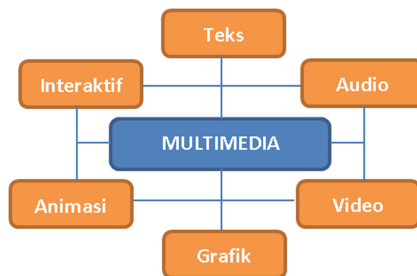 Teks
Interaktif
Audio
MULTIMEDIA
Animasi
Video
Grafik